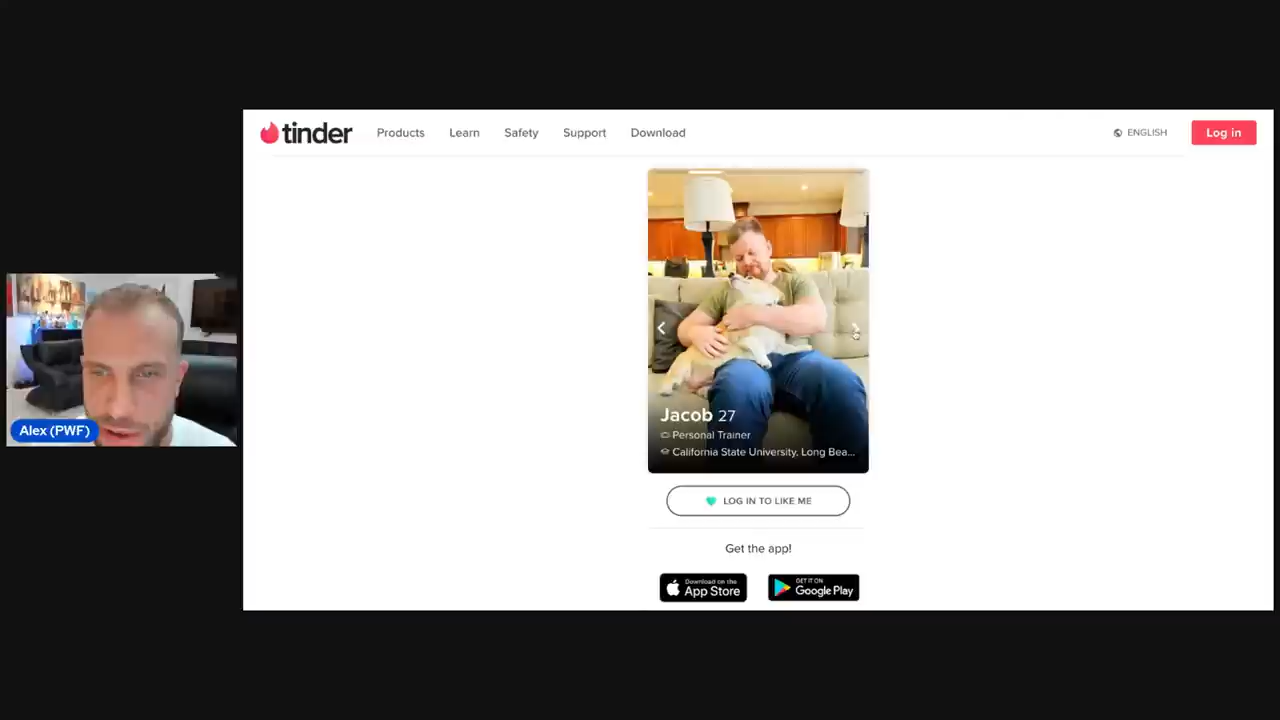 tinder
Products
Learn
Safety
Support
Download
ENGLISH
Log in
Jacob 27
Personal Trainer
California State University, Long Bea...
LOG IN TO LIKE ME
Get the app!
Download on the
App Store
GET IT ON
Google Play
Alex (PWF)